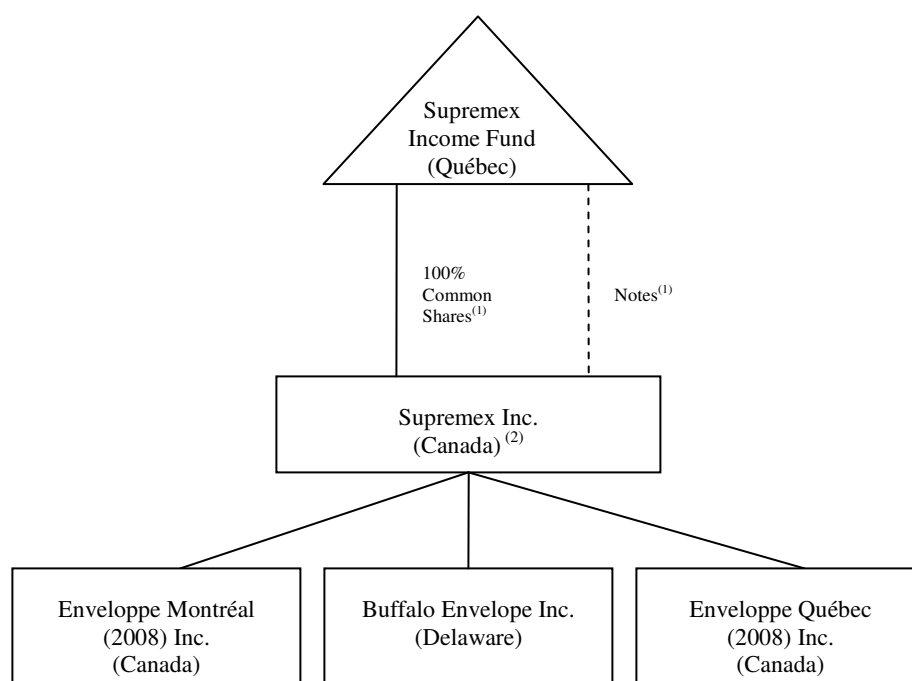 Supremex
Income Fund
(Québec)
100%
Common
Shares(1)
Notes(1)
Supremex Inc.
(Canada) (2)
Enveloppe Montréal
(2008) Inc.
(Canada)
Buffalo Envelope Inc.
(Delaware)
Enveloppe Québec
(2008) Inc.
(Canada)